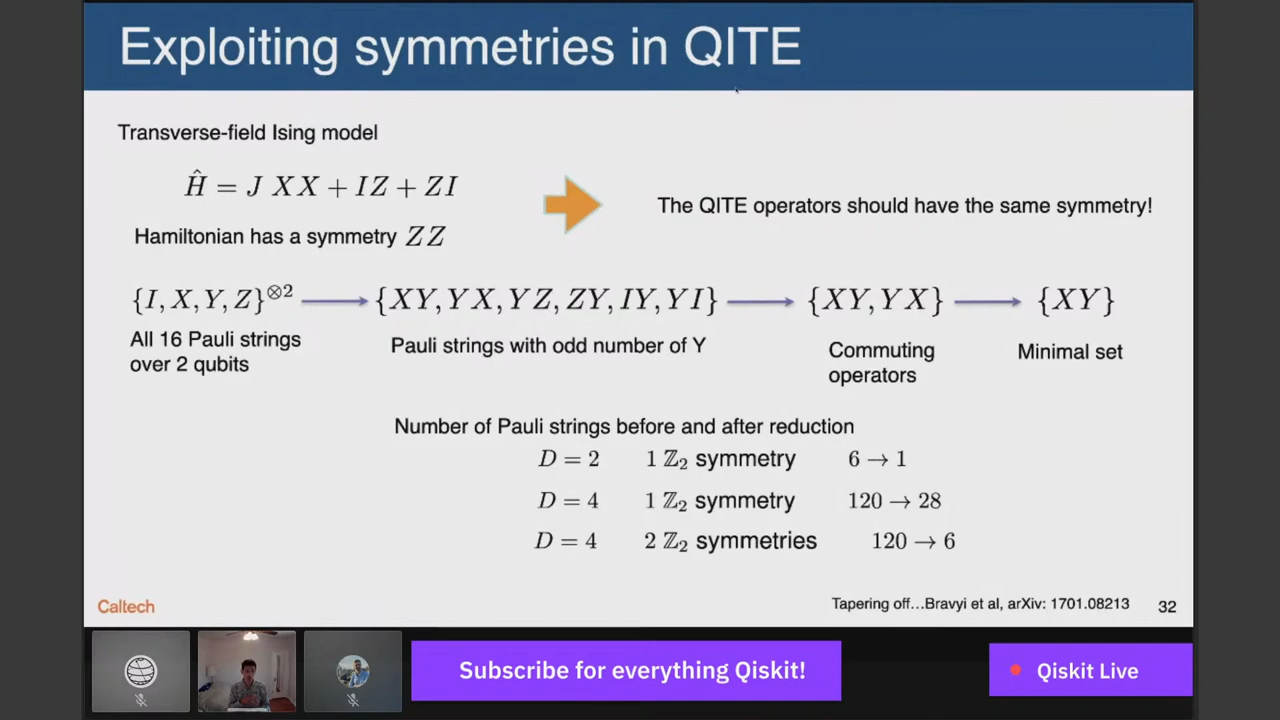 Exploiting symmetries in QITE
Transverse-field Ising model
Ĥ = J XX + IZ + ZI
The QITE operators should have the same symmetry!
Hamiltonian has a symmetry ZZ
{I, X, Y, Z}⊗2
{XY, YX, YZ, ZY, IY, YI}
{XY, YX}
{XY}
All 16 Pauli strings
over 2 qubits
Pauli strings with odd number of Y
Commuting
operators
Minimal set
Number of Pauli strings before and after reduction
D = 2 1 ℤ₂ symmetry 6 → 1
D = 4 1 ℤ₂ symmetry 120 → 28
D = 4 2 ℤ₂ symmetries 120 → 6
Caltech
Tapering off...Bravyi et al, arXiv: 1701.08213
32
Subscribe for everything Qiskit!
Qiskit Live